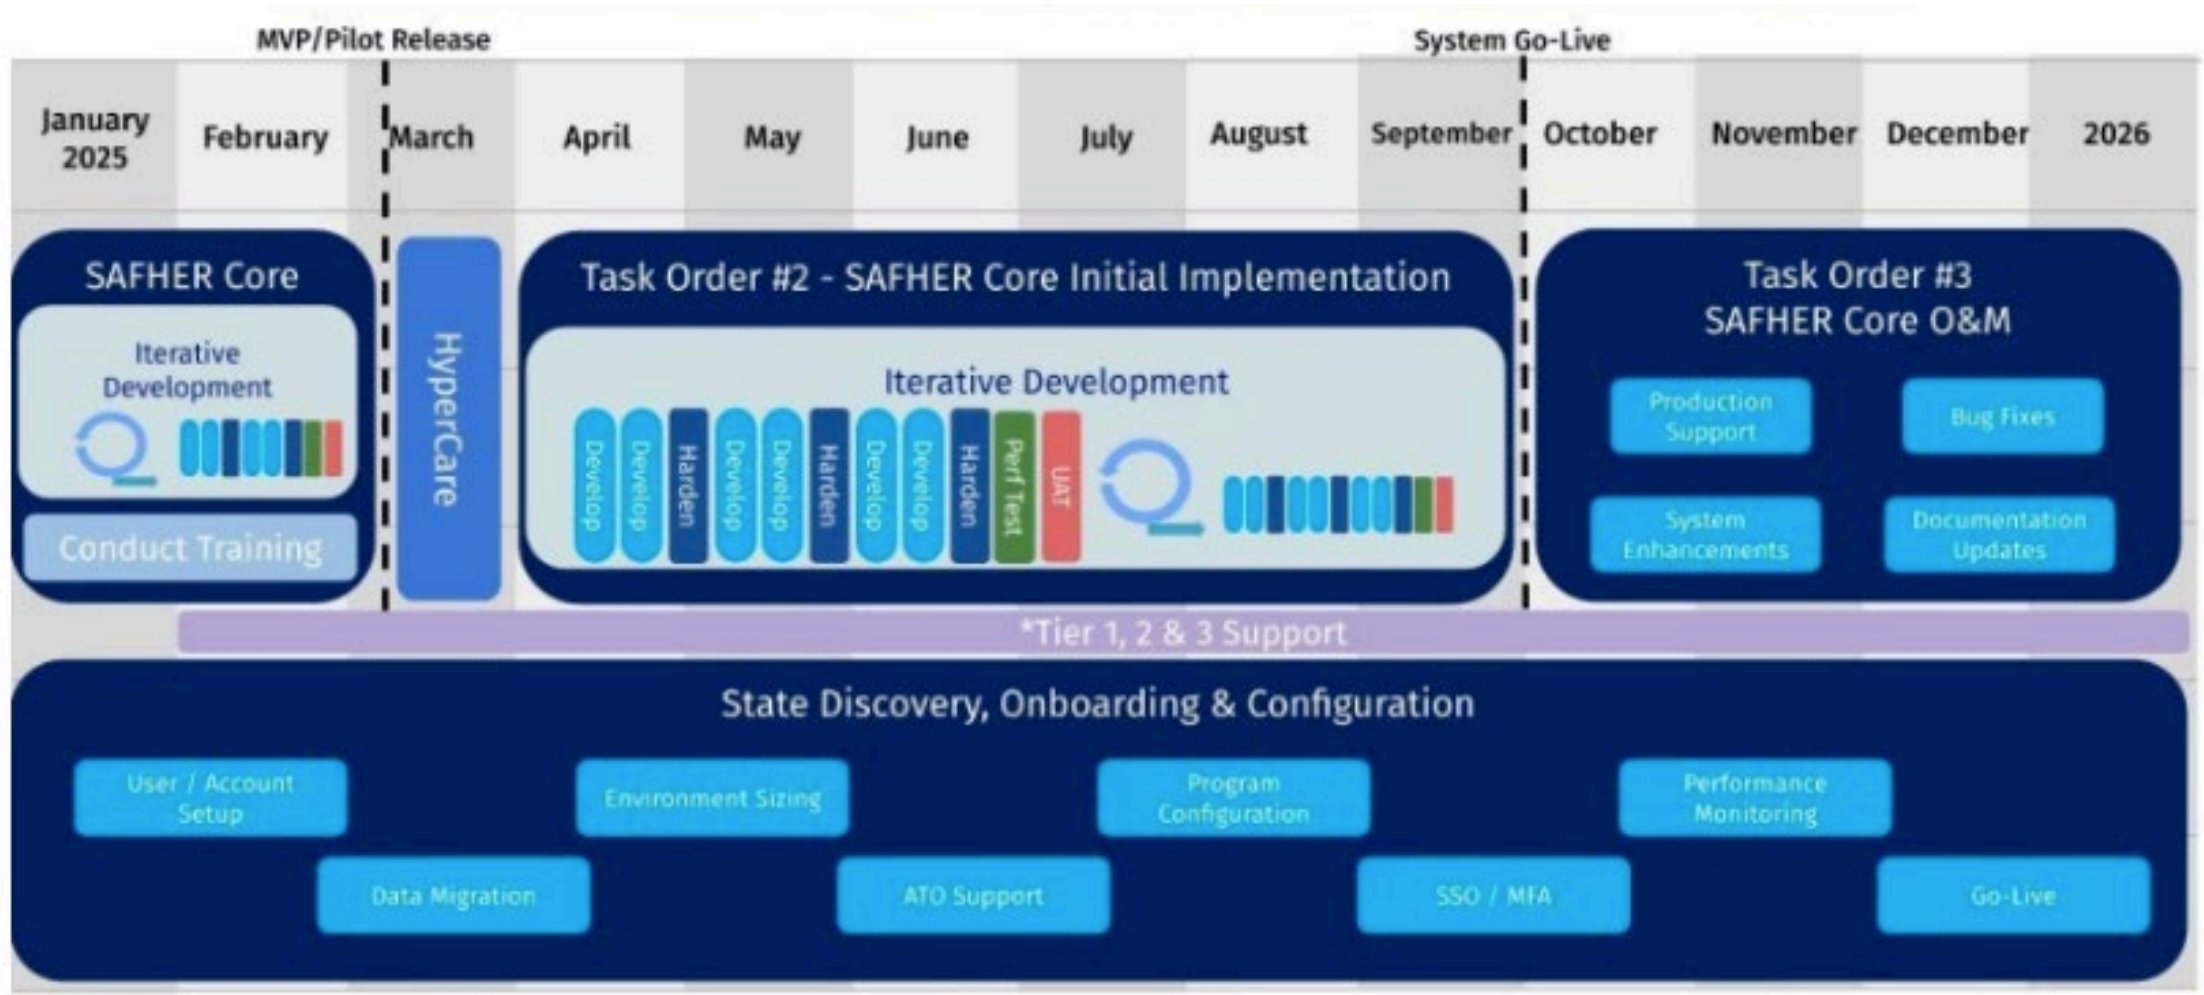 MVP/Pilot Release
System Go-Live
January
2025
February
March
April
May
June
July
August
September
October
November
December
2026
SAFHER Core
Iterative
Development
Conduct Training
HyperCare
Task Order #2 - SAFHER Core Initial Implementation
Iterative Development
Develop
Develop
Harden
Develop
Develop
Harden
Develop
Develop
Harden
Perf Test
UAT
Task Order #3
SAFHER Core O&M
Production
Support
Bug Fixes
System
Enhancements
Documentation
Updates
*Tier 1, 2 & 3 Support
State Discovery, Onboarding & Configuration
User / Account
Setup
Environment Sizing
Program
Configuration
Performance
Monitoring
Data Migration
ATO Support
SSO / MFA
Go-Live